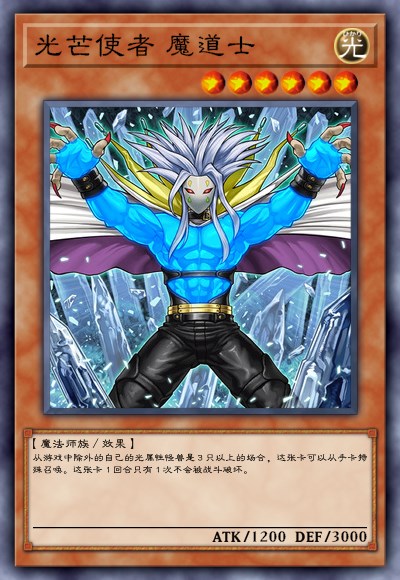 光芒使者 魔道士
光
ひかり
【魔法师族／效果】
从游戏中除外的自己的光属性怪兽是3只以上的场合，这张卡可以从手卡特
殊召唤。这张卡1回合只有1次不会被战斗破坏。
ATK/1200 DEF/3000